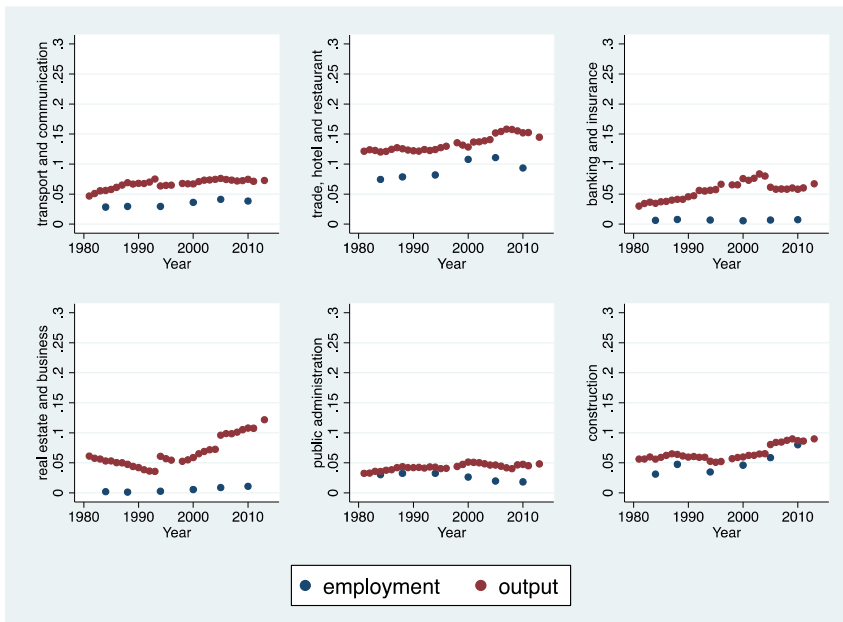 transport and communication
0 .05 .1 .15 .2 .25 .3
1980 1990 2000 2010
Year
trade, hotel and restaurant
0 .05 .1 .15 .2 .25 .3
1980 1990 2000 2010
Year
banking and insurance
0 .05 .1 .15 .2 .25 .3
1980 1990 2000 2010
Year
real estate and business
0 .05 .1 .15 .2 .25 .3
1980 1990 2000 2010
Year
public administration
0 .05 .1 .15 .2 .25 .3
1980 1990 2000 2010
Year
construction
0 .05 .1 .15 .2 .25 .3
1980 1990 2000 2010
Year
employment output